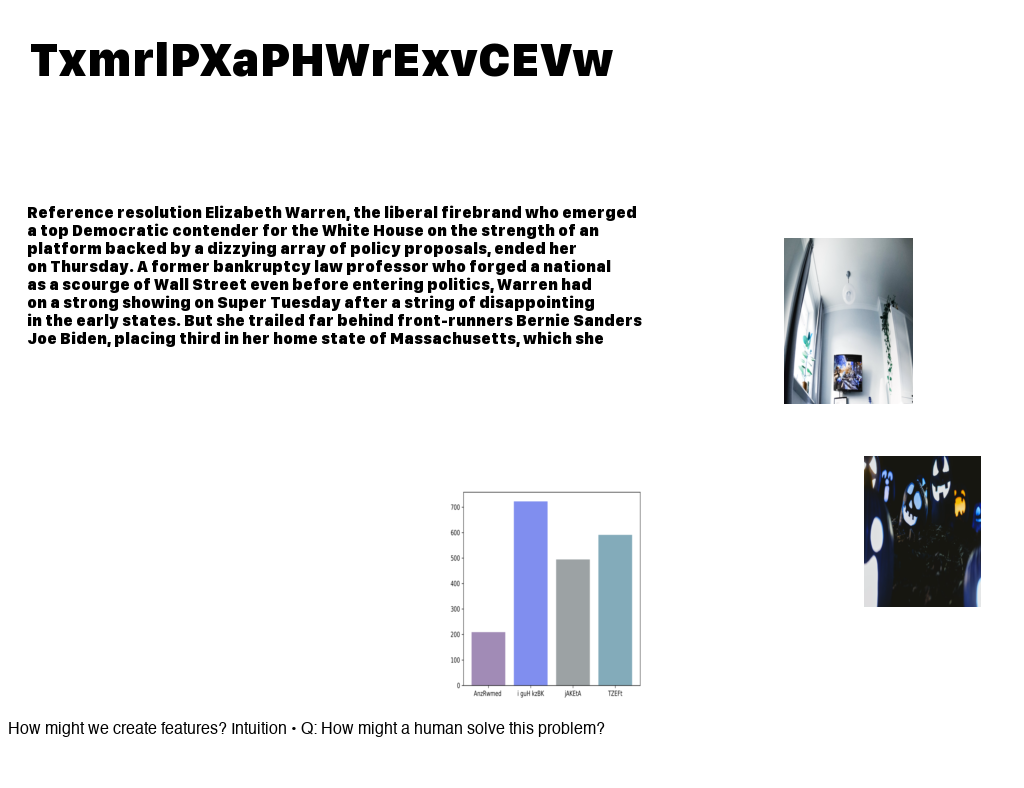 TxmrlPXaPHWrExvCEVw
Reference resolution Elizabeth Warren, the liberal firebrand who emerged
a top Democratic contender for the White House on the strength of an
platform backed by a dizzying array of policy proposals, ended her
on Thursday. A former bankruptcy law professor who forged a national
as a scourge of Wall Street even before entering politics, Warren had
on a strong showing on Super Tuesday after a string of disappointing
in the early states. But she trailed far behind front-runners Bernie Sanders
Joe Biden, placing third in her home state of Massachusetts, which she
700
600
500
400
300
200
100
0
AnzRwmed i guH kzBK jAKEtA TZEFt
How might we create features? Intuition • Q: How might a human solve this problem?